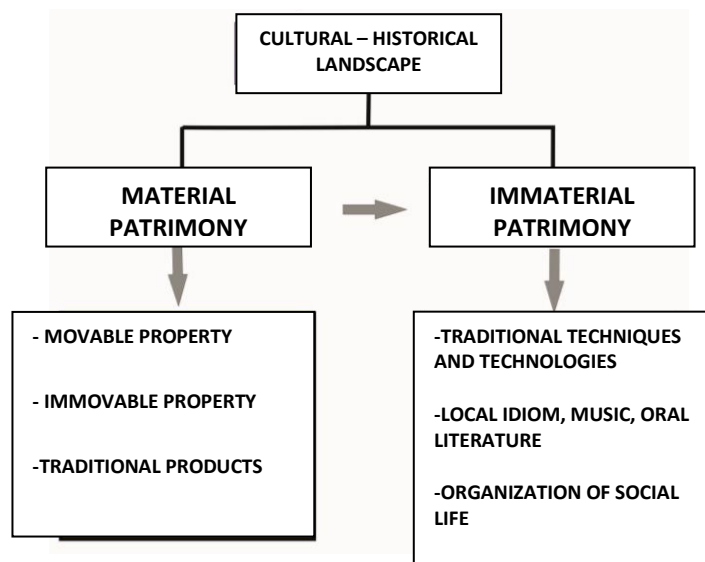 CULTURAL – HISTORICAL
LANDSCAPE
MATERIAL
PATRIMONY
IMMATERIAL
PATRIMONY
- MOVABLE PROPERTY
- IMMOVABLE PROPERTY
-TRADITIONAL PRODUCTS
-TRADITIONAL TECHNIQUES
AND TECHNOLOGIES
-LOCAL IDIOM, MUSIC, ORAL
LITERATURE
-ORGANIZATION OF SOCIAL
LIFE